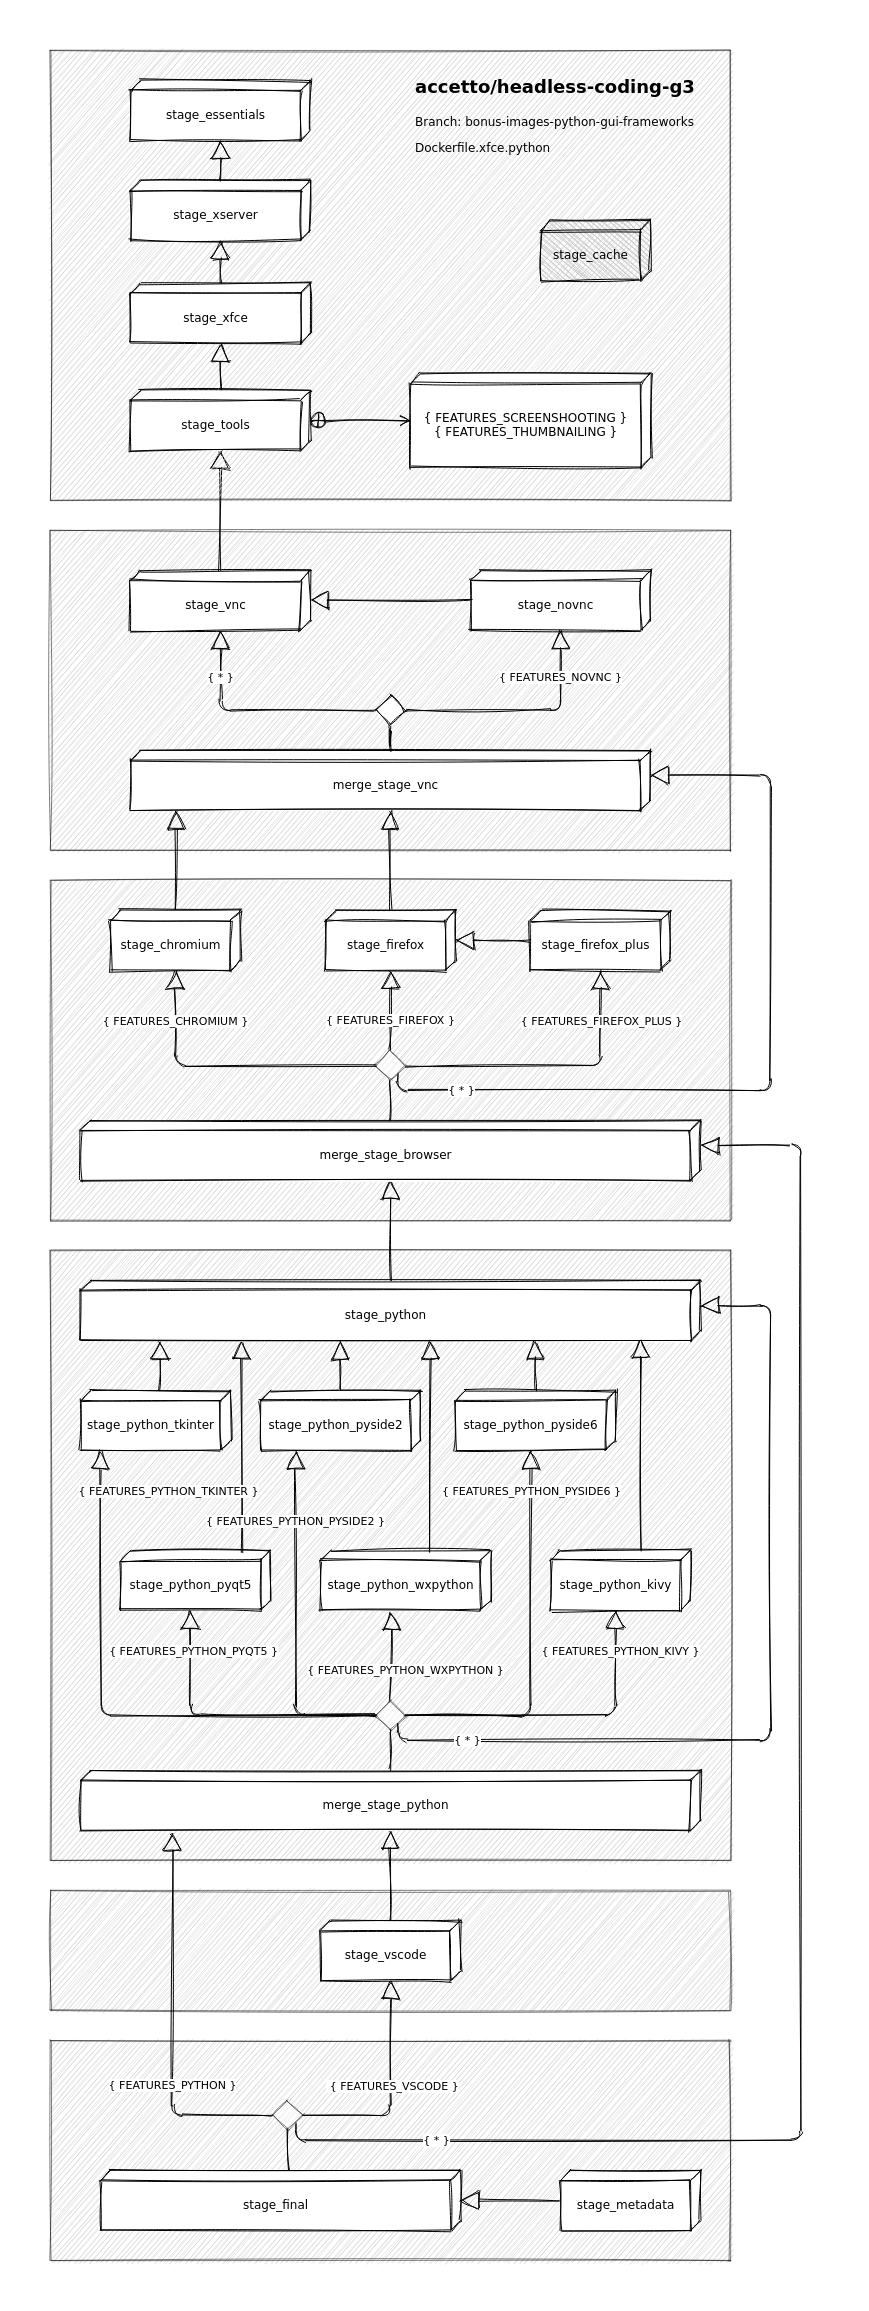 accetto/headless-coding-g3
Branch: bonus-images-python-gui-frameworks
Dockerfile.xfce.python
stage_essentials
stage_xserver
stage_cache
stage_xfce
stage_tools
{ FEATURES_SCREENSHOOTING }
{ FEATURES_THUMBNAILING }
stage_vnc
stage_novnc
{ * }
{ FEATURES_NOVNC }
merge_stage_vnc
stage_chromium
stage_firefox
stage_firefox_plus
{ FEATURES_CHROMIUM }
{ FEATURES_FIREFOX }
{ FEATURES_FIREFOX_PLUS }
{ * }
merge_stage_browser
stage_python
stage_python_tkinter
stage_python_pyside2
stage_python_pyside6
{ FEATURES_PYTHON_TKINTER }
{ FEATURES_PYTHON_PYSIDE6 }
{ FEATURES_PYTHON_PYSIDE2 }
stage_python_pyqt5
stage_python_wxpython
stage_python_kivy
{ FEATURES_PYTHON_PYQT5 }
{ FEATURES_PYTHON_KIVY }
{ FEATURES_PYTHON_WXPYTHON }
{ * }
merge_stage_python
stage_vscode
{ FEATURES_PYTHON }
{ FEATURES_VSCODE }
{ * }
stage_final
stage_metadata